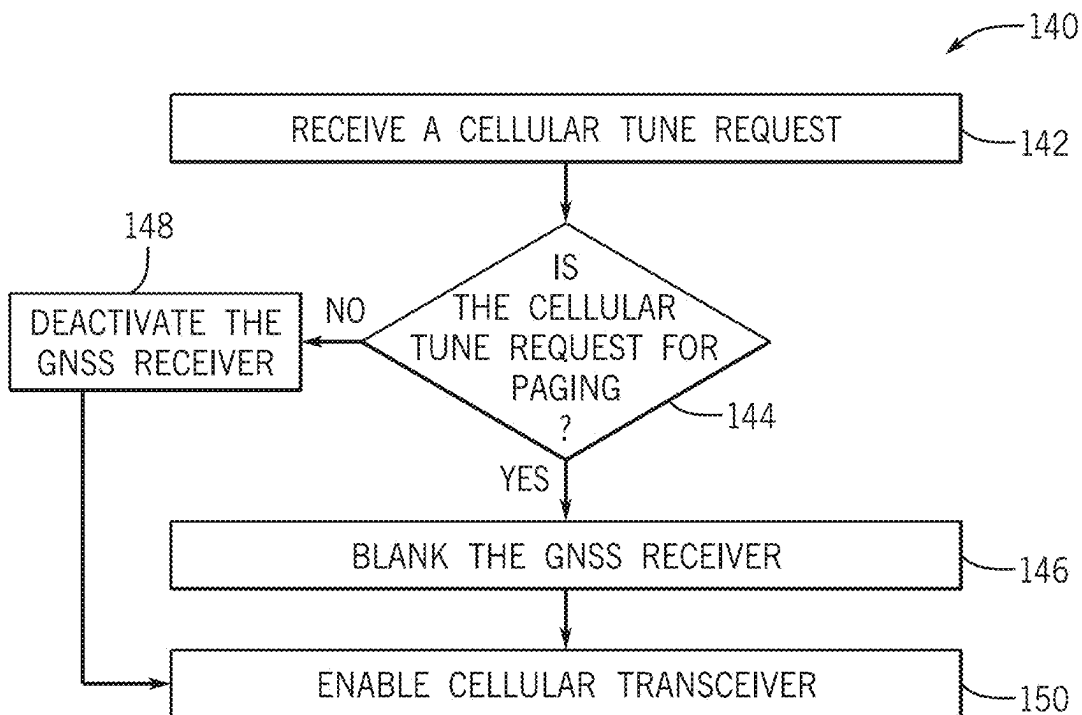 140
RECEIVE A CELLULAR TUNE REQUEST
142
148
DEACTIVATE THE
GNSS RECEIVER
NO
IS
THE CELLULAR
TUNE REQUEST FOR
PAGING
?
144
YES
BLANK THE GNSS RECEIVER
146
ENABLE CELLULAR TRANSCEIVER
150